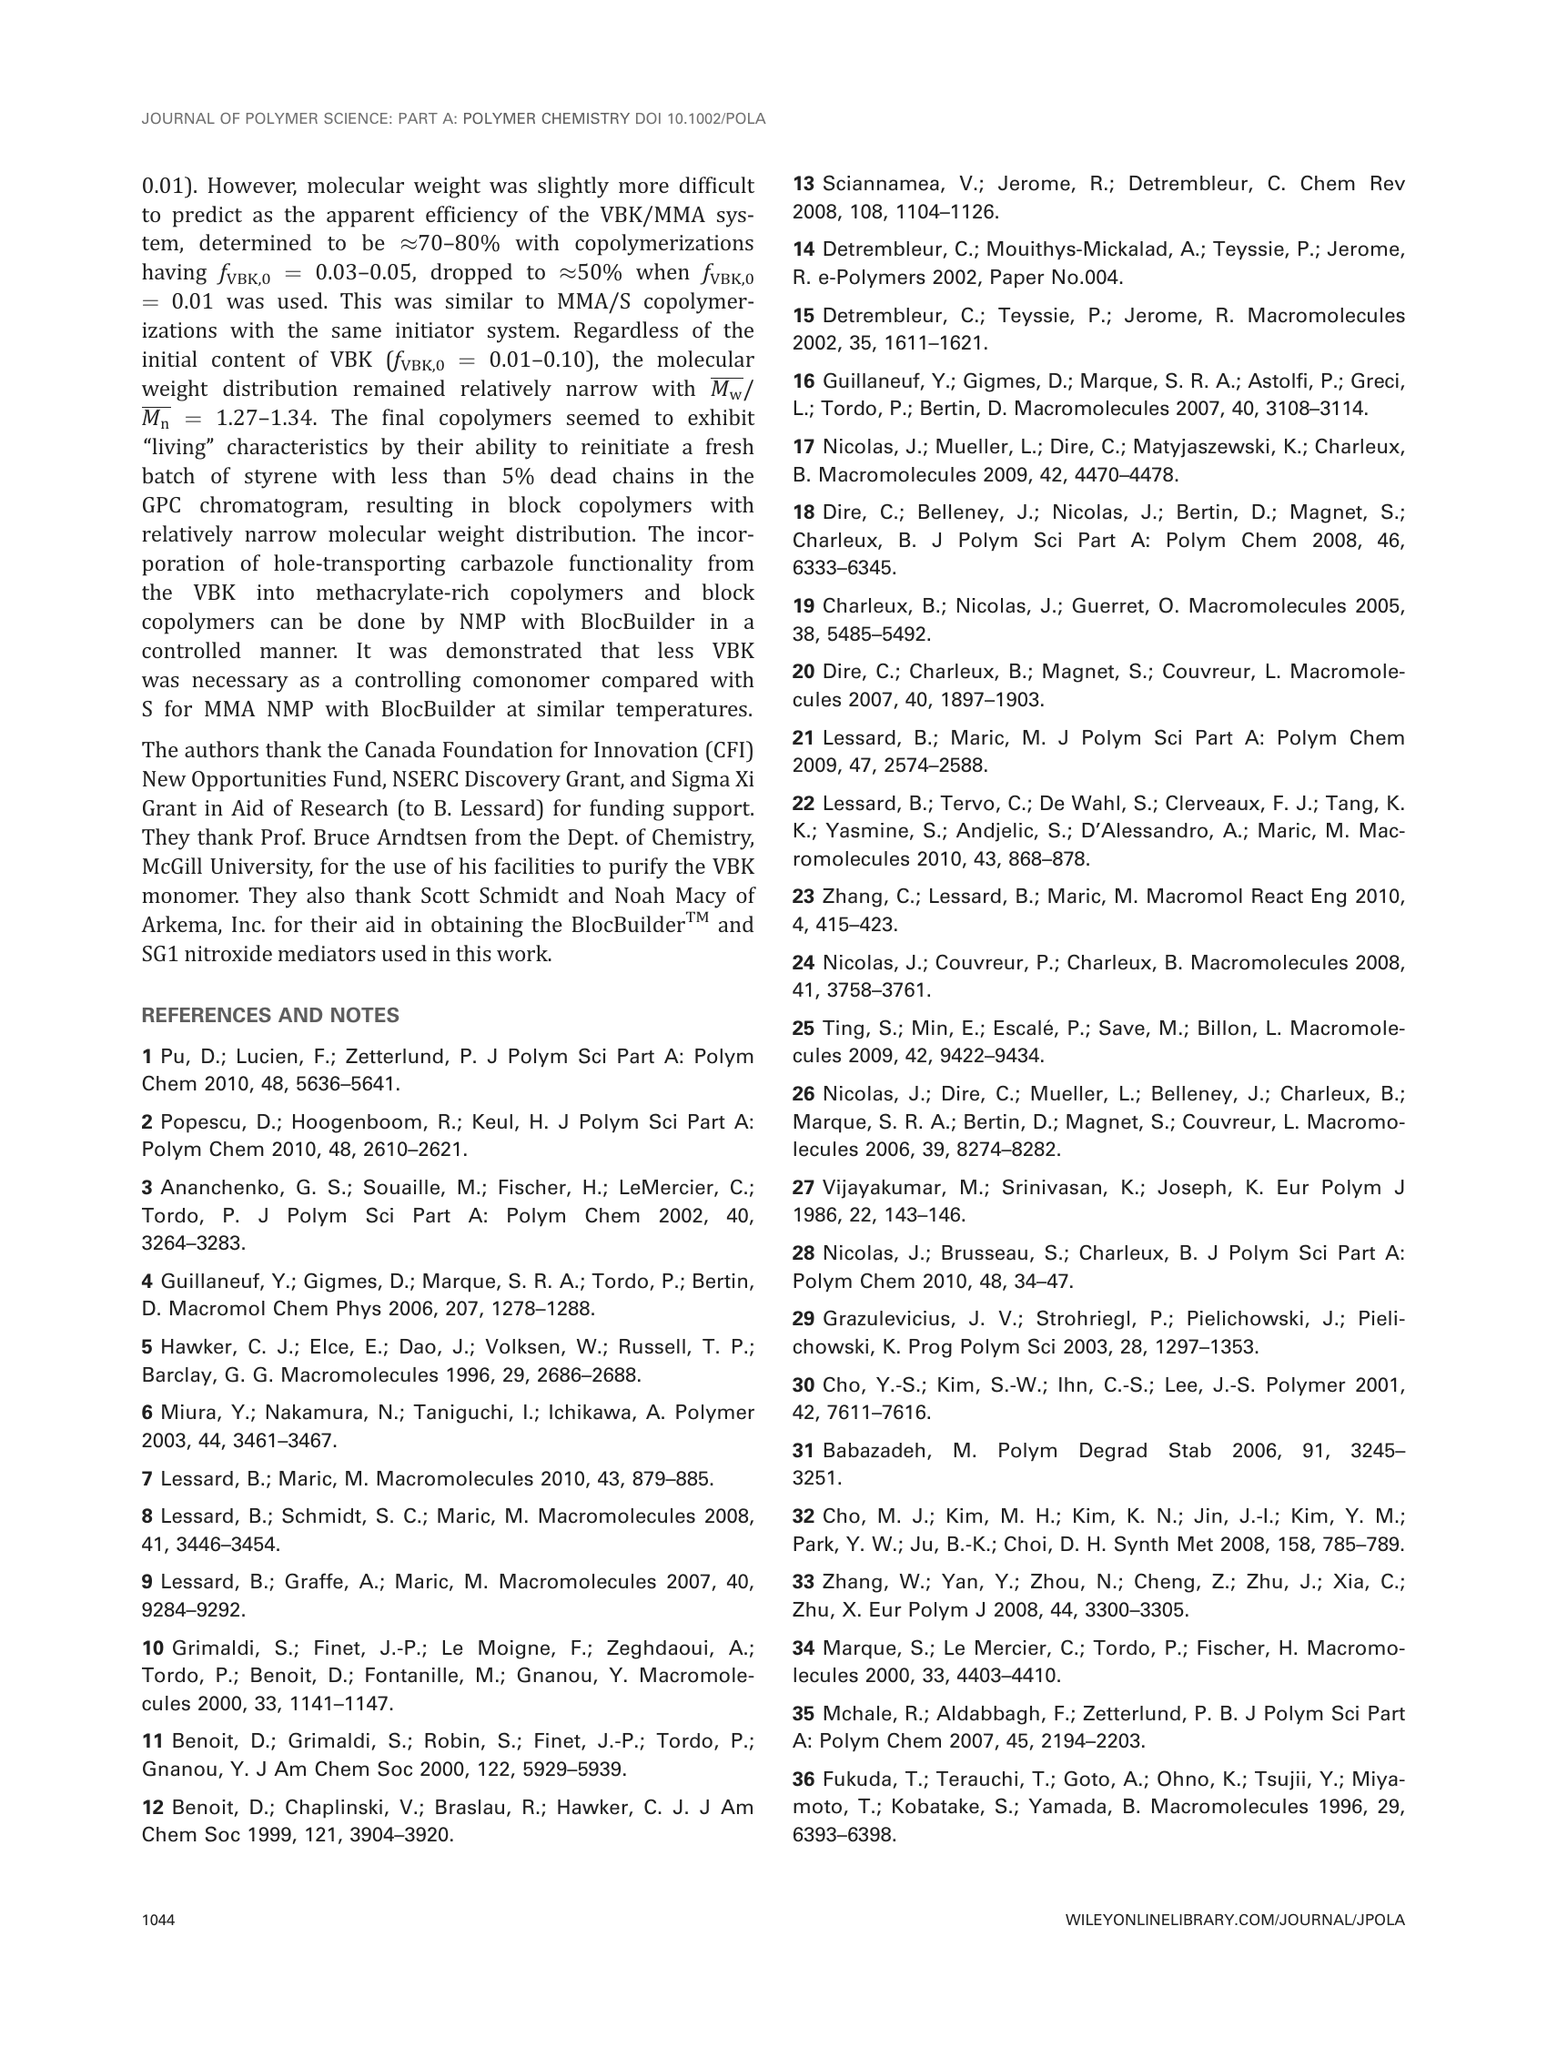 JOURNAL OF POLYMER SCIENCE: PART A: POLYMER CHEMISTRY DOI 10.1002/POLA
0.01). However, molecular weight was slightly more difficult
to predict as the apparent efficiency of the VBK/MMA sys-
tem, determined to be ≈70–80% with copolymerizations
having fVBK,0 = 0.03–0.05, dropped to ≈50% when fVBK,0
= 0.01 was used. This was similar to MMA/S copolymer-
izations with the same initiator system. Regardless of the
initial content of VBK (fVBK,0 = 0.01–0.10), the molecular
weight distribution remained relatively narrow with M̅w/
M̅n = 1.27–1.34. The final copolymers seemed to exhibit
“living” characteristics by their ability to reinitiate a fresh
batch of styrene with less than 5% dead chains in the
GPC chromatogram, resulting in block copolymers with
relatively narrow molecular weight distribution. The incor-
poration of hole-transporting carbazole functionality from
the VBK into methacrylate-rich copolymers and block
copolymers can be done by NMP with BlocBuilder in a
controlled manner. It was demonstrated that less VBK
was necessary as a controlling comonomer compared with
S for MMA NMP with BlocBuilder at similar temperatures.
The authors thank the Canada Foundation for Innovation (CFI)
New Opportunities Fund, NSERC Discovery Grant, and Sigma Xi
Grant in Aid of Research (to B. Lessard) for funding support.
They thank Prof. Bruce Arndtsen from the Dept. of Chemistry,
McGill University, for the use of his facilities to purify the VBK
monomer. They also thank Scott Schmidt and Noah Macy of
Arkema, Inc. for their aid in obtaining the BlocBuilder™ and
SG1 nitroxide mediators used in this work.
REFERENCES AND NOTES
1 Pu, D.; Lucien, F.; Zetterlund, P. J Polym Sci Part A: Polym
Chem 2010, 48, 5636–5641.
2 Popescu, D.; Hoogenboom, R.; Keul, H. J Polym Sci Part A:
Polym Chem 2010, 48, 2610–2621.
3 Ananchenko, G. S.; Souaille, M.; Fischer, H.; LeMercier, C.;
Tordo, P. J Polym Sci Part A: Polym Chem 2002, 40,
3264–3283.
4 Guillaneuf, Y.; Gigmes, D.; Marque, S. R. A.; Tordo, P.; Bertin,
D. Macromol Chem Phys 2006, 207, 1278–1288.
5 Hawker, C. J.; Elce, E.; Dao, J.; Volksen, W.; Russell, T. P.;
Barclay, G. G. Macromolecules 1996, 29, 2686–2688.
6 Miura, Y.; Nakamura, N.; Taniguchi, I.; Ichikawa, A. Polymer
2003, 44, 3461–3467.
7 Lessard, B.; Maric, M. Macromolecules 2010, 43, 879–885.
8 Lessard, B.; Schmidt, S. C.; Maric, M. Macromolecules 2008,
41, 3446–3454.
9 Lessard, B.; Graffe, A.; Maric, M. Macromolecules 2007, 40,
9284–9292.
10 Grimaldi, S.; Finet, J.-P.; Le Moigne, F.; Zeghdaoui, A.;
Tordo, P.; Benoit, D.; Fontanille, M.; Gnanou, Y. Macromole-
cules 2000, 33, 1141–1147.
11 Benoit, D.; Grimaldi, S.; Robin, S.; Finet, J.-P.; Tordo, P.;
Gnanou, Y. J Am Chem Soc 2000, 122, 5929–5939.
12 Benoit, D.; Chaplinski, V.; Braslau, R.; Hawker, C. J. J Am
Chem Soc 1999, 121, 3904–3920.
13 Sciannamea, V.; Jerome, R.; Detrembleur, C. Chem Rev
2008, 108, 1104–1126.
14 Detrembleur, C.; Mouithys-Mickalad, A.; Teyssie, P.; Jerome,
R. e-Polymers 2002, Paper No.004.
15 Detrembleur, C.; Teyssie, P.; Jerome, R. Macromolecules
2002, 35, 1611–1621.
16 Guillaneuf, Y.; Gigmes, D.; Marque, S. R. A.; Astolfi, P.; Greci,
L.; Tordo, P.; Bertin, D. Macromolecules 2007, 40, 3108–3114.
17 Nicolas, J.; Mueller, L.; Dire, C.; Matyjaszewski, K.; Charleux,
B. Macromolecules 2009, 42, 4470–4478.
18 Dire, C.; Belleney, J.; Nicolas, J.; Bertin, D.; Magnet, S.;
Charleux, B. J Polym Sci Part A: Polym Chem 2008, 46,
6333–6345.
19 Charleux, B.; Nicolas, J.; Guerret, O. Macromolecules 2005,
38, 5485–5492.
20 Dire, C.; Charleux, B.; Magnet, S.; Couvreur, L. Macromole-
cules 2007, 40, 1897–1903.
21 Lessard, B.; Maric, M. J Polym Sci Part A: Polym Chem
2009, 47, 2574–2588.
22 Lessard, B.; Tervo, C.; De Wahl, S.; Clerveaux, F. J.; Tang, K.
K.; Yasmine, S.; Andjelic, S.; D’Alessandro, A.; Maric, M. Mac-
romolecules 2010, 43, 868–878.
23 Zhang, C.; Lessard, B.; Maric, M. Macromol React Eng 2010,
4, 415–423.
24 Nicolas, J.; Couvreur, P.; Charleux, B. Macromolecules 2008,
41, 3758–3761.
25 Ting, S.; Min, E.; Escalé, P.; Save, M.; Billon, L. Macromole-
cules 2009, 42, 9422–9434.
26 Nicolas, J.; Dire, C.; Mueller, L.; Belleney, J.; Charleux, B.;
Marque, S. R. A.; Bertin, D.; Magnet, S.; Couvreur, L. Macromo-
lecules 2006, 39, 8274–8282.
27 Vijayakumar, M.; Srinivasan, K.; Joseph, K. Eur Polym J
1986, 22, 143–146.
28 Nicolas, J.; Brusseau, S.; Charleux, B. J Polym Sci Part A:
Polym Chem 2010, 48, 34–47.
29 Grazulevicius, J. V.; Strohriegl, P.; Pielichowski, J.; Pieli-
chowski, K. Prog Polym Sci 2003, 28, 1297–1353.
30 Cho, Y.-S.; Kim, S.-W.; Ihn, C.-S.; Lee, J.-S. Polymer 2001,
42, 7611–7616.
31 Babazadeh, M. Polym Degrad Stab 2006, 91, 3245–
3251.
32 Cho, M. J.; Kim, M. H.; Kim, K. N.; Jin, J.-I.; Kim, Y. M.;
Park, Y. W.; Ju, B.-K.; Choi, D. H. Synth Met 2008, 158, 785–789.
33 Zhang, W.; Yan, Y.; Zhou, N.; Cheng, Z.; Zhu, J.; Xia, C.;
Zhu, X. Eur Polym J 2008, 44, 3300–3305.
34 Marque, S.; Le Mercier, C.; Tordo, P.; Fischer, H. Macromo-
lecules 2000, 33, 4403–4410.
35 Mchale, R.; Aldabbagh, F.; Zetterlund, P. B. J Polym Sci Part
A: Polym Chem 2007, 45, 2194–2203.
36 Fukuda, T.; Terauchi, T.; Goto, A.; Ohno, K.; Tsujii, Y.; Miya-
moto, T.; Kobatake, S.; Yamada, B. Macromolecules 1996, 29,
6393–6398.
1044
WILEYONLINELIBRARY.COM/JOURNAL/JPOLA